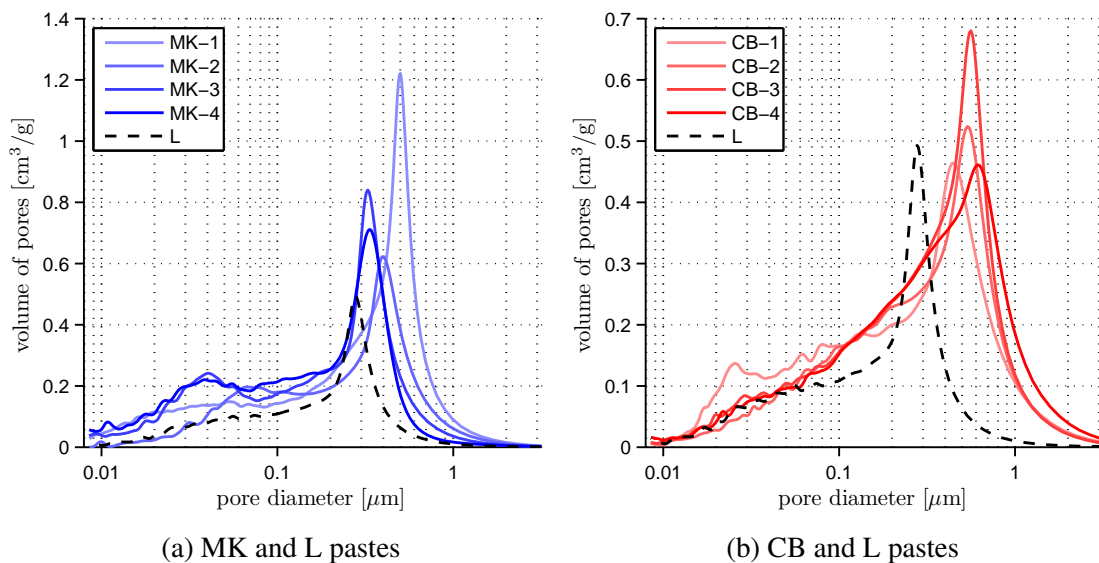 volume of pores [cm³/g]
1.4
1.2
1
0.8
0.6
0.4
0.2
0
MK−1
MK−2
MK−3
MK−4
L
0.01
0.1
1
pore diameter [μm]
(a) MK and L pastes
volume of pores [cm³/g]
0.7
0.6
0.5
0.4
0.3
0.2
0.1
0
CB−1
CB−2
CB−3
CB−4
L
0.01
0.1
1
pore diameter [μm]
(b) CB and L pastes